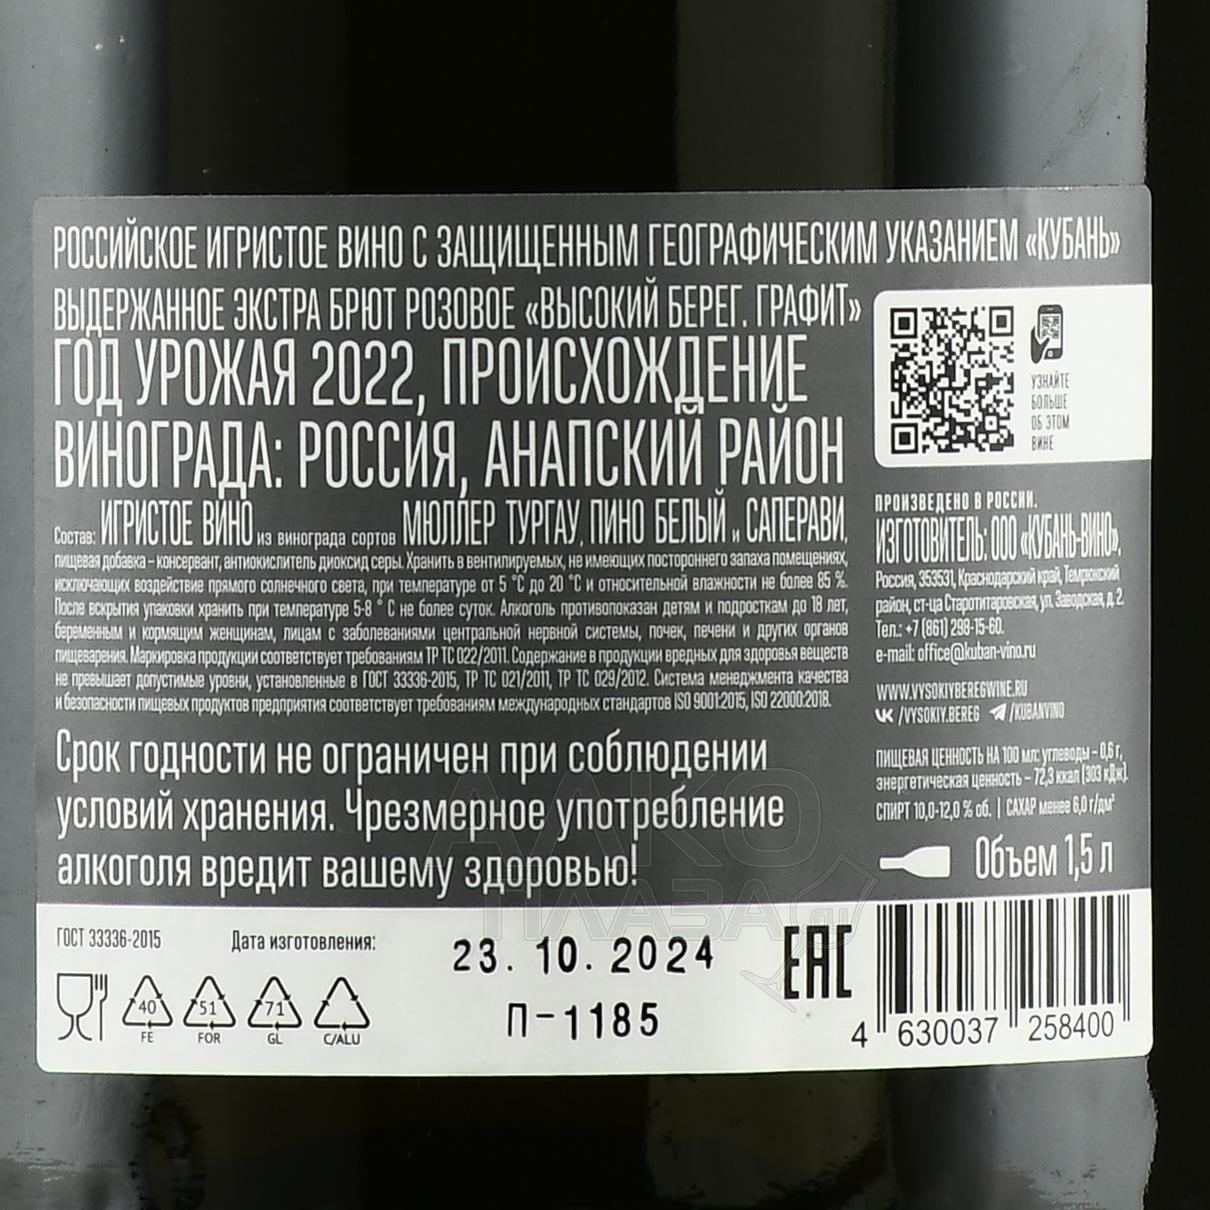 РОССИЙСКОЕ ИГРИСТОЕ ВИНО С ЗАЩИЩЕННЫМ ГЕОГРАФИЧЕСКИМ УКАЗАНИЕМ «КУБАНЬ»
ВЫДЕРЖАННОЕ ЭКСТРА БРЮТ РОЗОВОЕ «ВЫСОКИЙ БЕРЕГ. ГРАФИТ»
ГОД УРОЖАЯ 2022, ПРОИСХОЖДЕНИЕ
ВИНОГРАДА: РОССИЯ, АНАПСКИЙ РАЙОН
Состав: ИГРИСТОЕ ВИНО из винограда сортов МЮЛЛЕР ТУРГАУ, ПИНО БЕЛЫЙ и САПЕРАВИ,
пищевая добавка – консервант, антиокислитель диоксид серы. Хранить в вентилируемых, не имеющих постороннего запаха помещениях,
исключающих воздействие прямого солнечного света, при температуре от 5 °С до 20 °С и относительной влажности не более 85 %.
После вскрытия упаковки хранить при температуре 5-8 ° С не более суток. Алкоголь противопоказан детям и подросткам до 18 лет,
беременным и кормящим женщинам, лицам с заболеваниями центральной нервной системы, почек, печени и других органов
пищеварения. Маркировка продукции соответствует требованиям ТР ТС 022/2011. Содержание в продукции вредных для здоровья веществ
не превышает допустимые уровни, установленные в ГОСТ 33336-2015, ТР ТС 021/2011, ТР ТС 029/2012. Система менеджмента качества
и безопасности пищевых продуктов предприятия соответствует требованиям международных стандартов ISO 9001:2015, ISO 22000:2018.
Срок годности не ограничен при соблюдении
условий хранения. Чрезмерное употребление
алкоголя вредит вашему здоровью!
УЗНАЙТЕ
БОЛЬШЕ
ОБ ЭТОМ
ВИНЕ
ПРОИЗВЕДЕНО В РОССИИ.
ИЗГОТОВИТЕЛЬ: ООО «КУБАНЬ-ВИНО».
Россия, 353531, Краснодарский край, Темрюкский
район, ст-ца Старотитаровская, ул. Заводская, д. 2.
Тел.: +7 (861) 298-15-60.
e-mail: office@kuban-vino.ru
WWW.VYSOKIYBEREGWINE.RU
/VYSOKIY.BEREG /KUBANVINO
ПИЩЕВАЯ ЦЕННОСТЬ НА 100 мл: углеводы – 0,6 г,
энергетическая ценность – 72,3 ккал (303 кДж).
СПИРТ 10,0-12,0 % об. | САХАР менее 6,0 г/дм³
Объем 1,5 л
АЛКО
ПЛАЗА.ru
ГОСТ 33336-2015 Дата изготовления:
23. 10. 2024
П-1185
40 51 71
FE FOR GL C/ALU
EAC
4 630037 258400